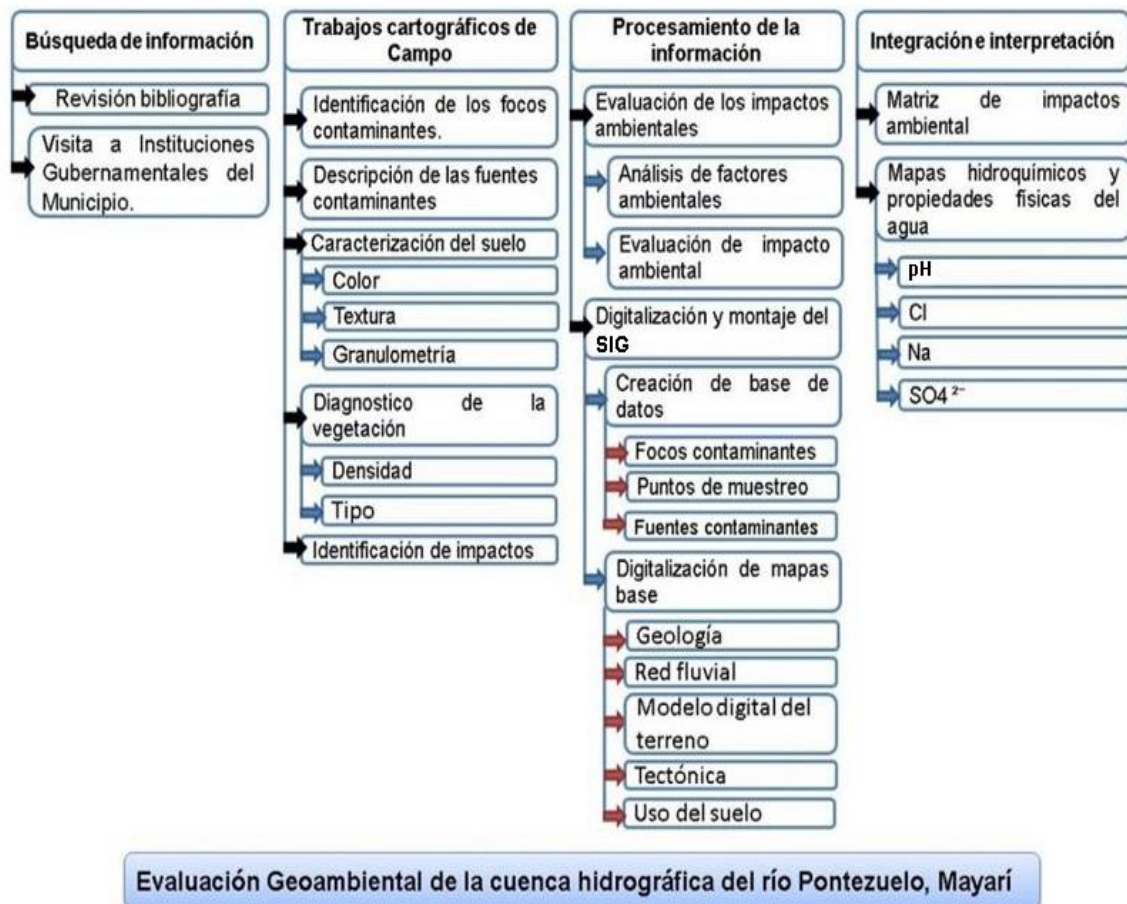 Búsqueda de información
Revisión bibliografía
Visita a Instituciones
Gubernamentales del
Municipio.
Trabajos cartográficos de
Campo
Identificación de los focos
contaminantes.
Descripción de las fuentes
contaminantes
Caracterización del suelo
Color
Textura
Granulometría
Diagnostico de la
vegetación
Densidad
Tipo
Identificación de impactos
Procesamiento de la
información
Evaluación de los impactos
ambientales
Análisis de factores
ambientales
Evaluación de impacto
ambiental
Digitalización y montaje del
SIG
Creación de base de
datos
Focos contaminantes
Puntos de muestreo
Fuentes contaminantes
Digitalización de mapas
base
Geología
Red fluvial
Modelo digital del
terreno
Tectónica
Uso del suelo
Integración e interpretación
Matriz de impactos
ambiental
Mapas hidroquímicos y
propiedades físicas del
agua
pH
Cl
Na
SO4 ²⁻
Evaluación Geoambiental de la cuenca hidrográfica del río Pontezuelo, Mayarí